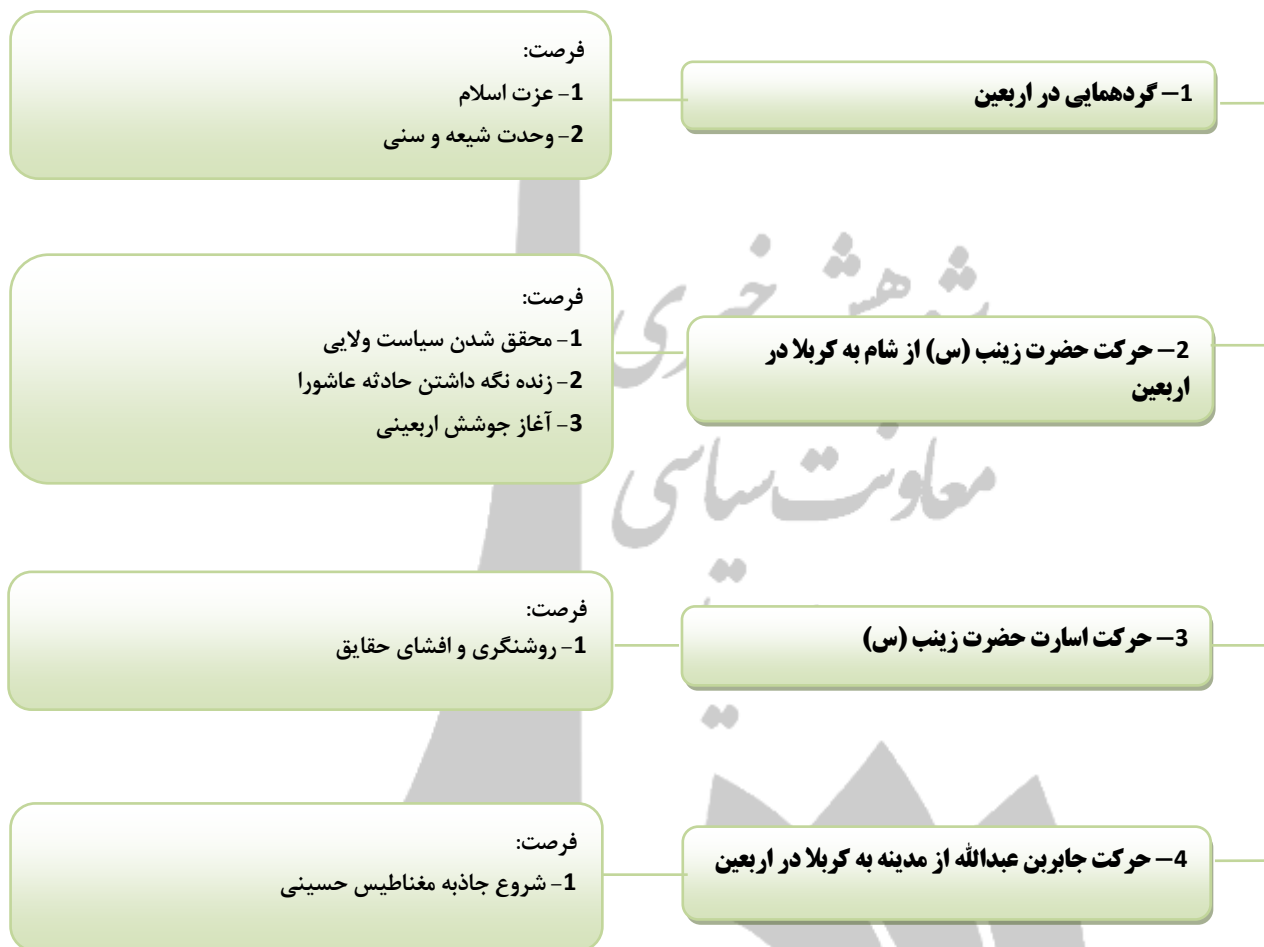 1– گردهمایی در اربعین
فرصت:
1- عزت اسلام
2- وحدت شیعه و سنی
2– حرکت حضرت زینب (س) از شام به کربلا در
اربعین
فرصت:
1- محقق شدن سیاست ولایی
2- زنده نگه داشتن حادثه عاشورا
3- آغاز جوشش اربعینی
3– حرکت اسارت حضرت زینب (س)
فرصت:
1- روشنگری و افشای حقایق
4– حرکت جابربن عبدالله از مدینه به کربلا در اربعین
فرصت:
1- شروع جاذبه مغناطیس حسینی
پژوهش خبری
معاونت سیاسی